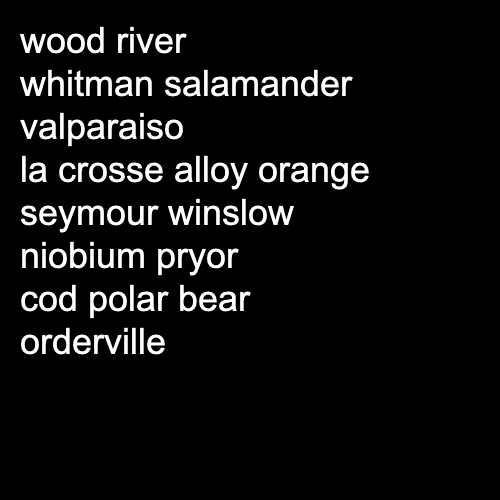 wood river
whitman salamander
valparaiso
la crosse alloy orange
seymour winslow
niobium pryor
cod polar bear
orderville